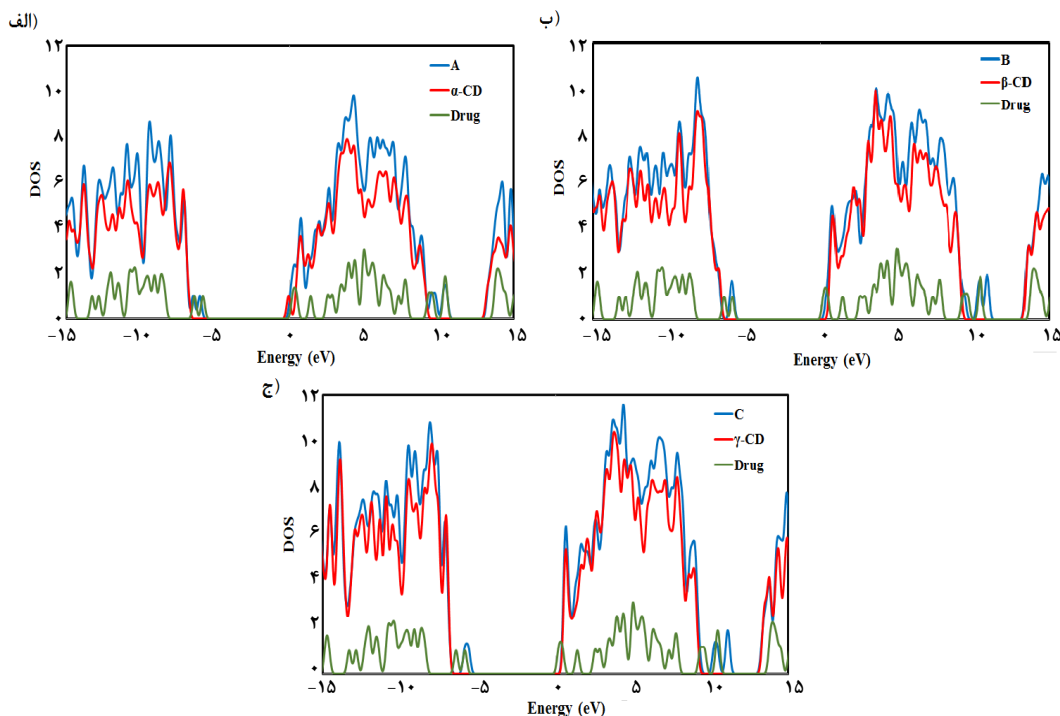 الف)
۱۲
۱۰
۸
۶
۴
۲
۰
DOS
A
α-CD
Drug
−۱۵
−۱۰
−۵
۰
۵
۱۰
۱۵
Energy (eV)
ب)
۱۲
۱۰
۸
۶
۴
۲
۰
DOS
B
β-CD
Drug
−۱۵
−۱۰
−۵
۰
۵
۱۰
۱۵
Energy (eV)
ج)
۱۲
۱۰
۸
۶
۴
۲
۰
DOS
C
γ-CD
Drug
−۱۵
−۱۰
−۵
۰
۵
۱۰
۱۵
Energy (eV)